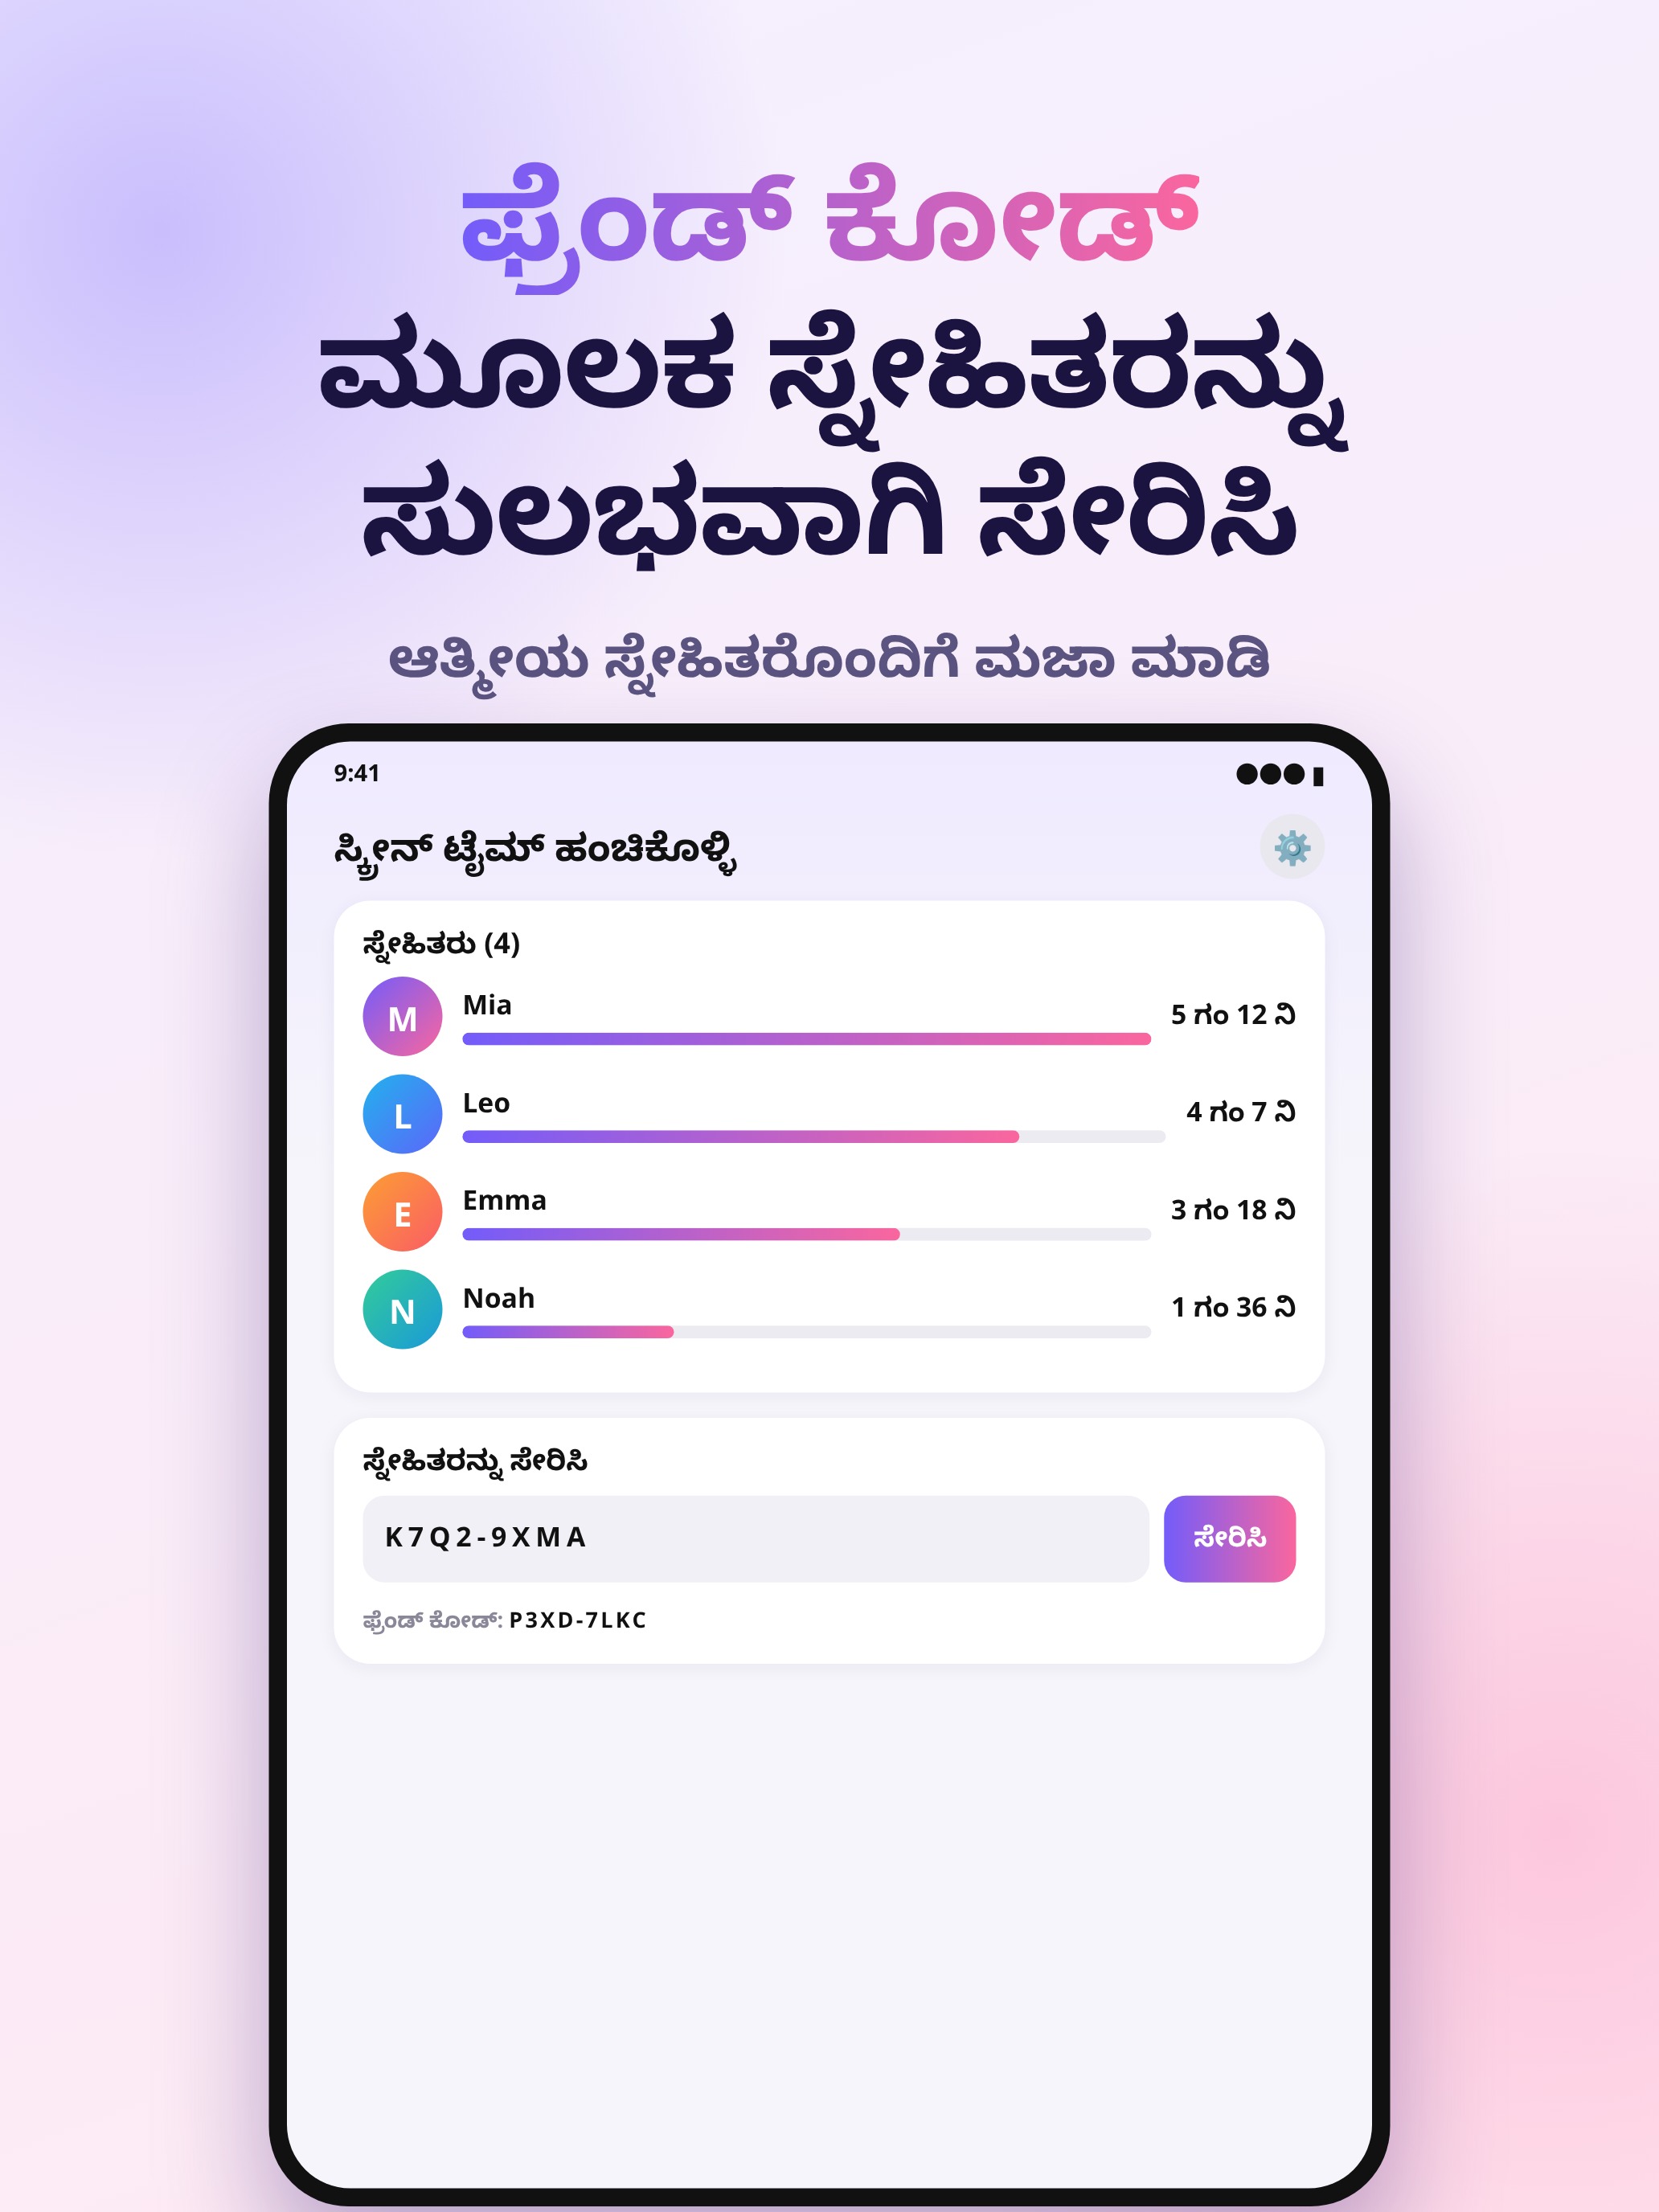 ಫ್ರೆಂಡ್ ಕೋಡ್
ಮೂಲಕ ಸ್ನೇಹಿತರನ್ನು
ಸುಲಭವಾಗಿ ಸೇರಿಸಿ
ಆತ್ಮೀಯ ಸ್ನೇಹಿತರೊಂದಿಗೆ ಮಜಾ ಮಾಡಿ
9:41
ಸ್ಕ್ರೀನ್ ಟೈಮ್ ಹಂಚಿಕೊಳ್ಳಿ
ಸ್ನೇಹಿತರು (4)
M Mia 5 ಗಂ 12 ನಿ
L Leo 4 ಗಂ 7 ನಿ
E Emma 3 ಗಂ 18 ನಿ
N Noah 1 ಗಂ 36 ನಿ
ಸ್ನೇಹಿತರನ್ನು ಸೇರಿಸಿ
K7Q2-9XMA ಸೇರಿಸಿ
ಫ್ರೆಂಡ್ ಕೋಡ್: P3XD-7LKC